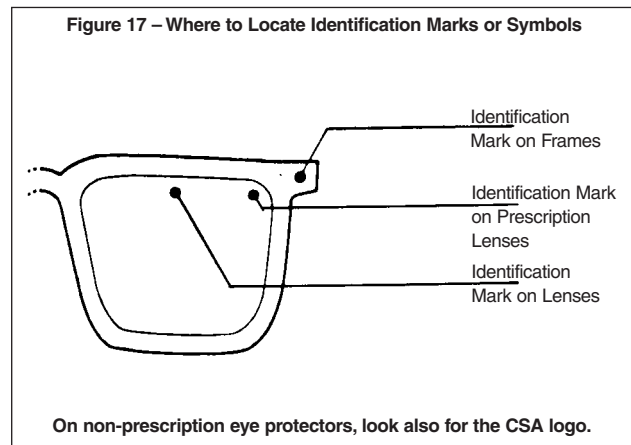 Figure 17 – Where to Locate Identification Marks or Symbols
Identification
Mark on Frames
Identification Mark
on Prescription
Lenses
Identification
Mark on Lenses
On non-prescription eye protectors, look also for the CSA logo.